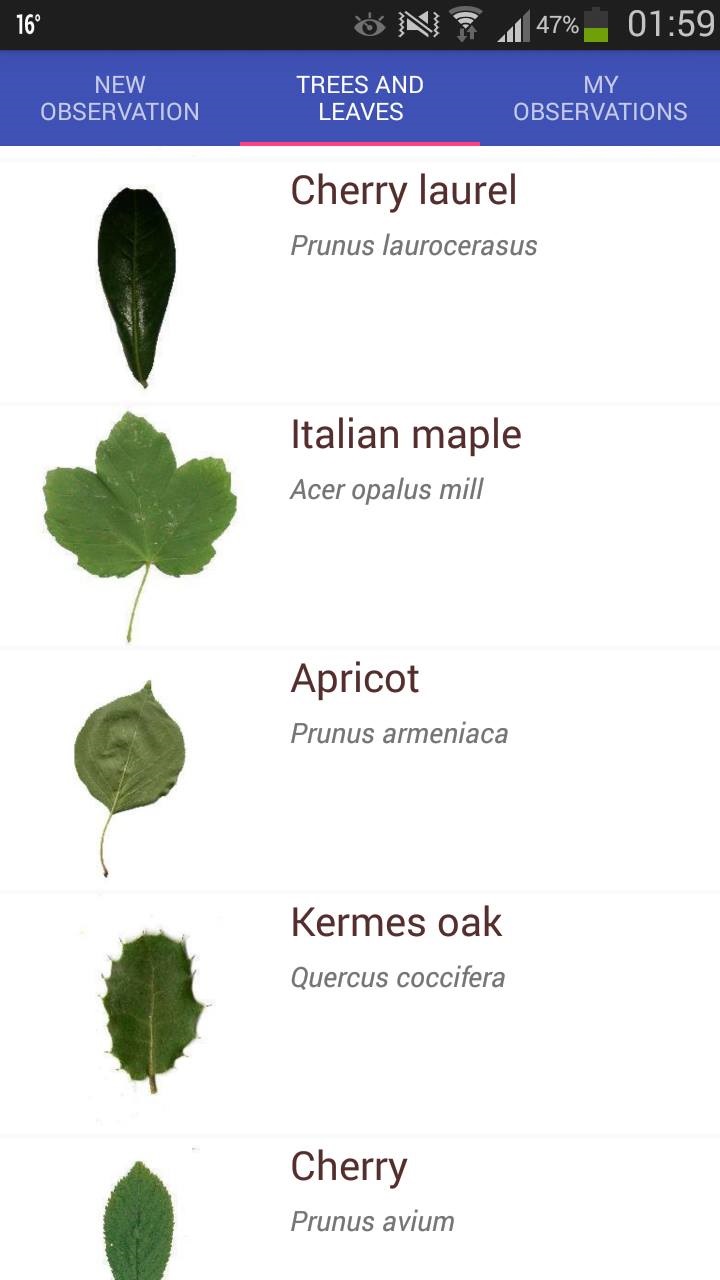 16°
47%
01:59
NEW
OBSERVATION
TREES AND
LEAVES
MY
OBSERVATIONS
Cherry laurel
Prunus laurocerasus
Italian maple
Acer opalus mill
Apricot
Prunus armeniaca
Kermes oak
Quercus coccifera
Cherry
Prunus avium